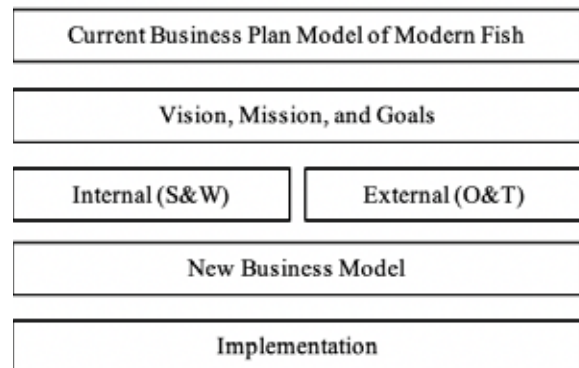 Current Business Plan Model of Modern Fish
Vision, Mission, and Goals
Internal (S&W)
External (O&T)
New Business Model
Implementation